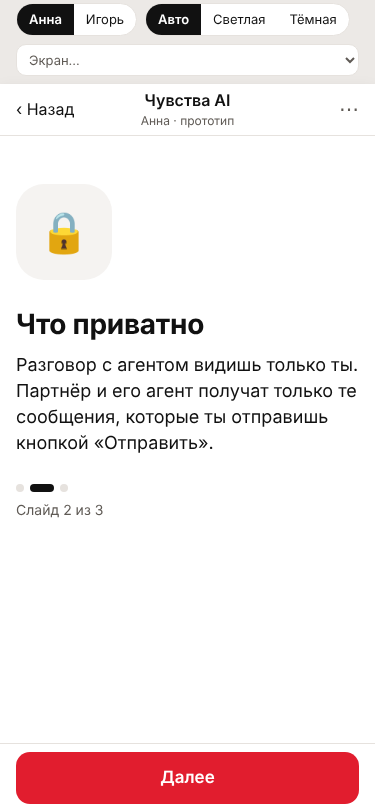 Анна Игорь Авто Светлая Тёмная
Экран...
‹ Назад Чувства AI ···
Анна · прототип
Что приватно
Разговор с агентом видишь только ты.
Партнёр и его агент получат только те
сообщения, которые ты отправишь
кнопкой «Отправить».
Слайд 2 из 3
Далее